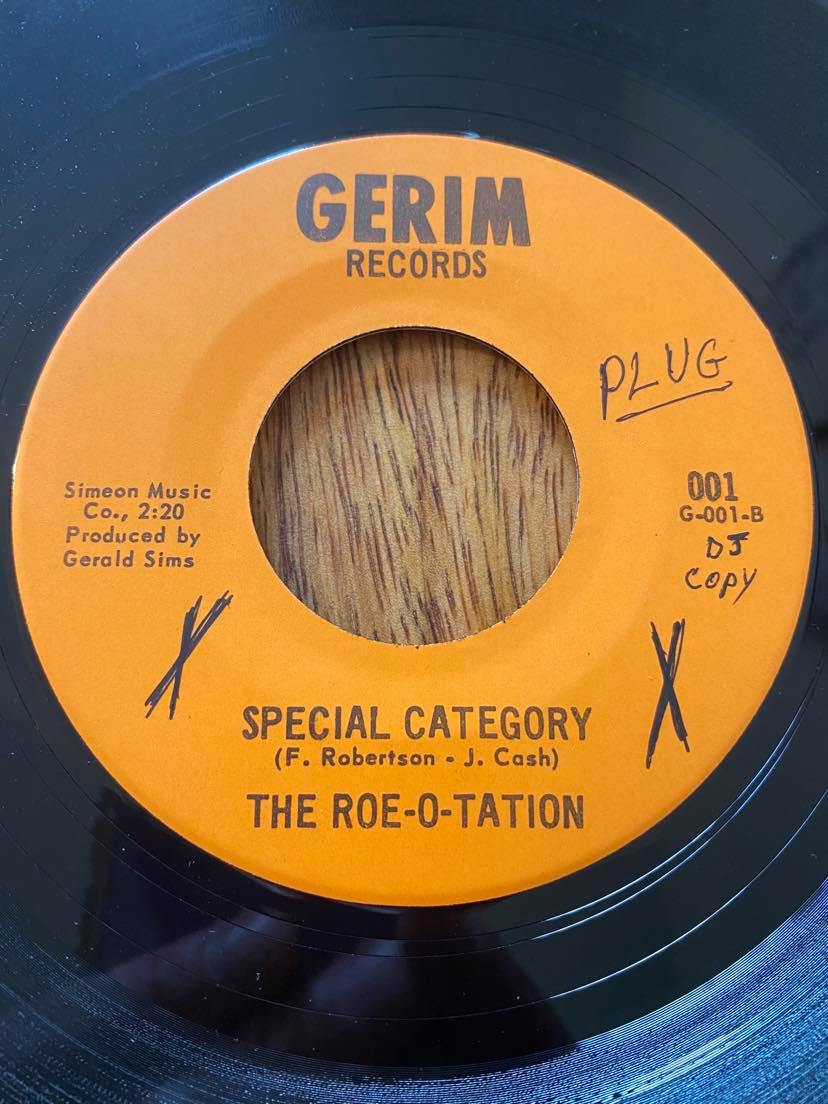 GERIM
RECORDS
PLUG
Simeon Music
Co., 2:20
Produced by
Gerald Sims
001
G-001-B
DJ
Copy
X
X
SPECIAL CATEGORY
(F. Robertson - J. Cash)
THE ROE-O-TATION